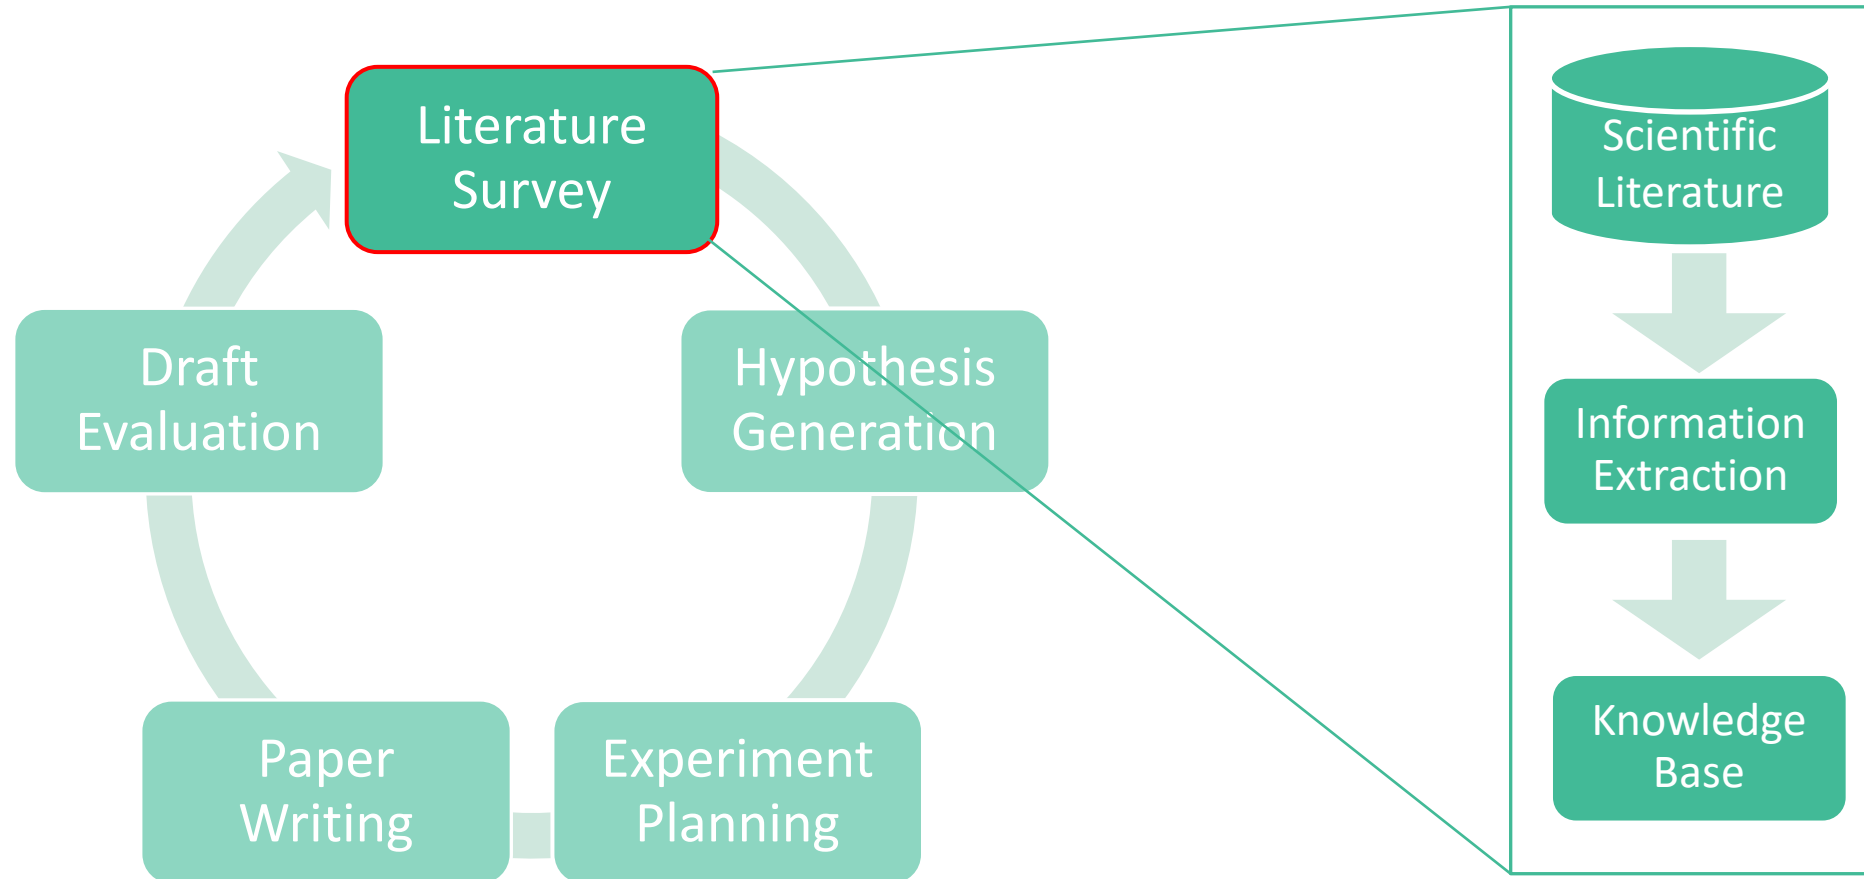 Literature
Survey
Hypothesis
Generation
Experiment
Planning
Paper
Writing
Draft
Evaluation
Scientific
Literature
Information
Extraction
Knowledge
Base